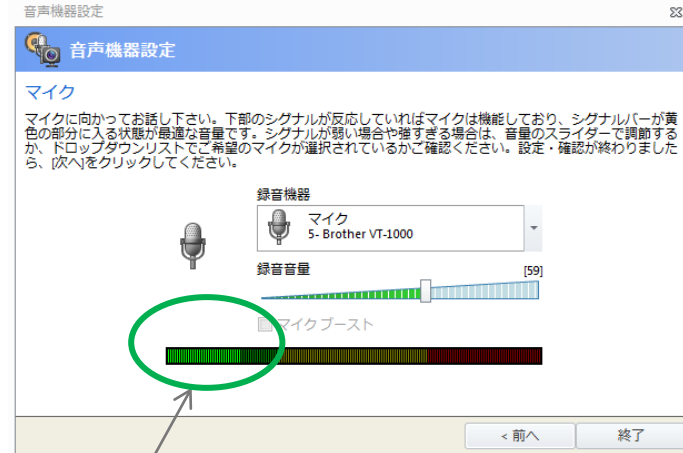 音声機器設定
音声機器設定
マイク
マイクに向かってお話し下さい。下部のシグナルが反応していればマイクは機能しており、シグナルバーが黄
色の部分に入る状態が最適な音量です。シグナルが弱い場合や強すぎる場合は、音量のスライダーで調節する
か、ドロップダウンリストでご希望のマイクが選択されているかご確認ください。設定・確認が終わりました
ら、[次へ]をクリックしてください。
録音機器
マイク
5- Brother VT-1000
録音音量 [59]
マイクブースト
< 前へ 終了